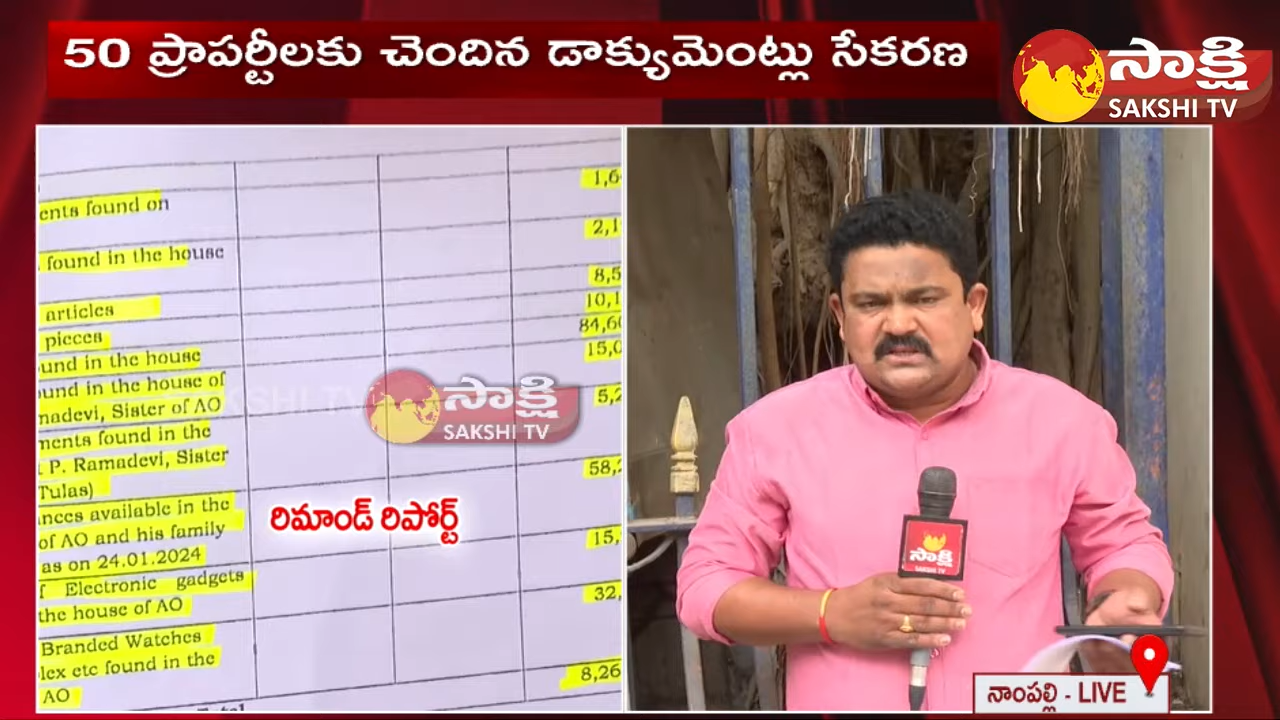 50 ప్రాపర్టీలకు చెందిన డాక్యుమెంట్లు సేకరణ
సాక్షి
SAKSHI TV
ents found on
found in the house
articles
pieces
und in the house
und in the house of
madevi, Sister of AO
ments found in the
P. Ramadevi, Sister
Tulas)
nces available in the
of AO and his family
as on 24.01.2024
f Electronic gadgets
the house of AO
Branded Watches
lex etc found in the
AO
1,6
2,1
8,5
10,1
84,60
15,0
5,2
58,2
15,
32,
8,26
సాక్షి
SAKSHI TV
రిమాండ్ రిపోర్ట్
సాక్షి
SAKSHI TV
నాంపల్లి - LIVE